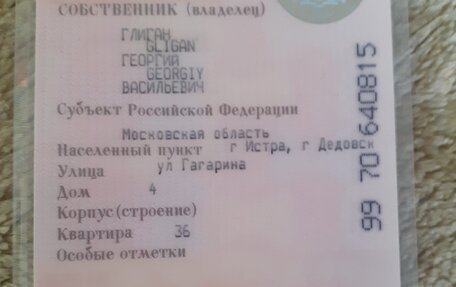 СОБСТВЕННИК (владелец)
ГЛИГАН
GLIGAN
ГЕОРГИЙ
GEORGIY
ВАСИЛЬЕВИЧ
Субъект Российской Федерации
Московская область
Населенный пункт г Истра, г Дедовск
Улица ул Гагарина
Дом 4
Корпус (строение)
Квартира 36
Особые отметки
99 70 640815